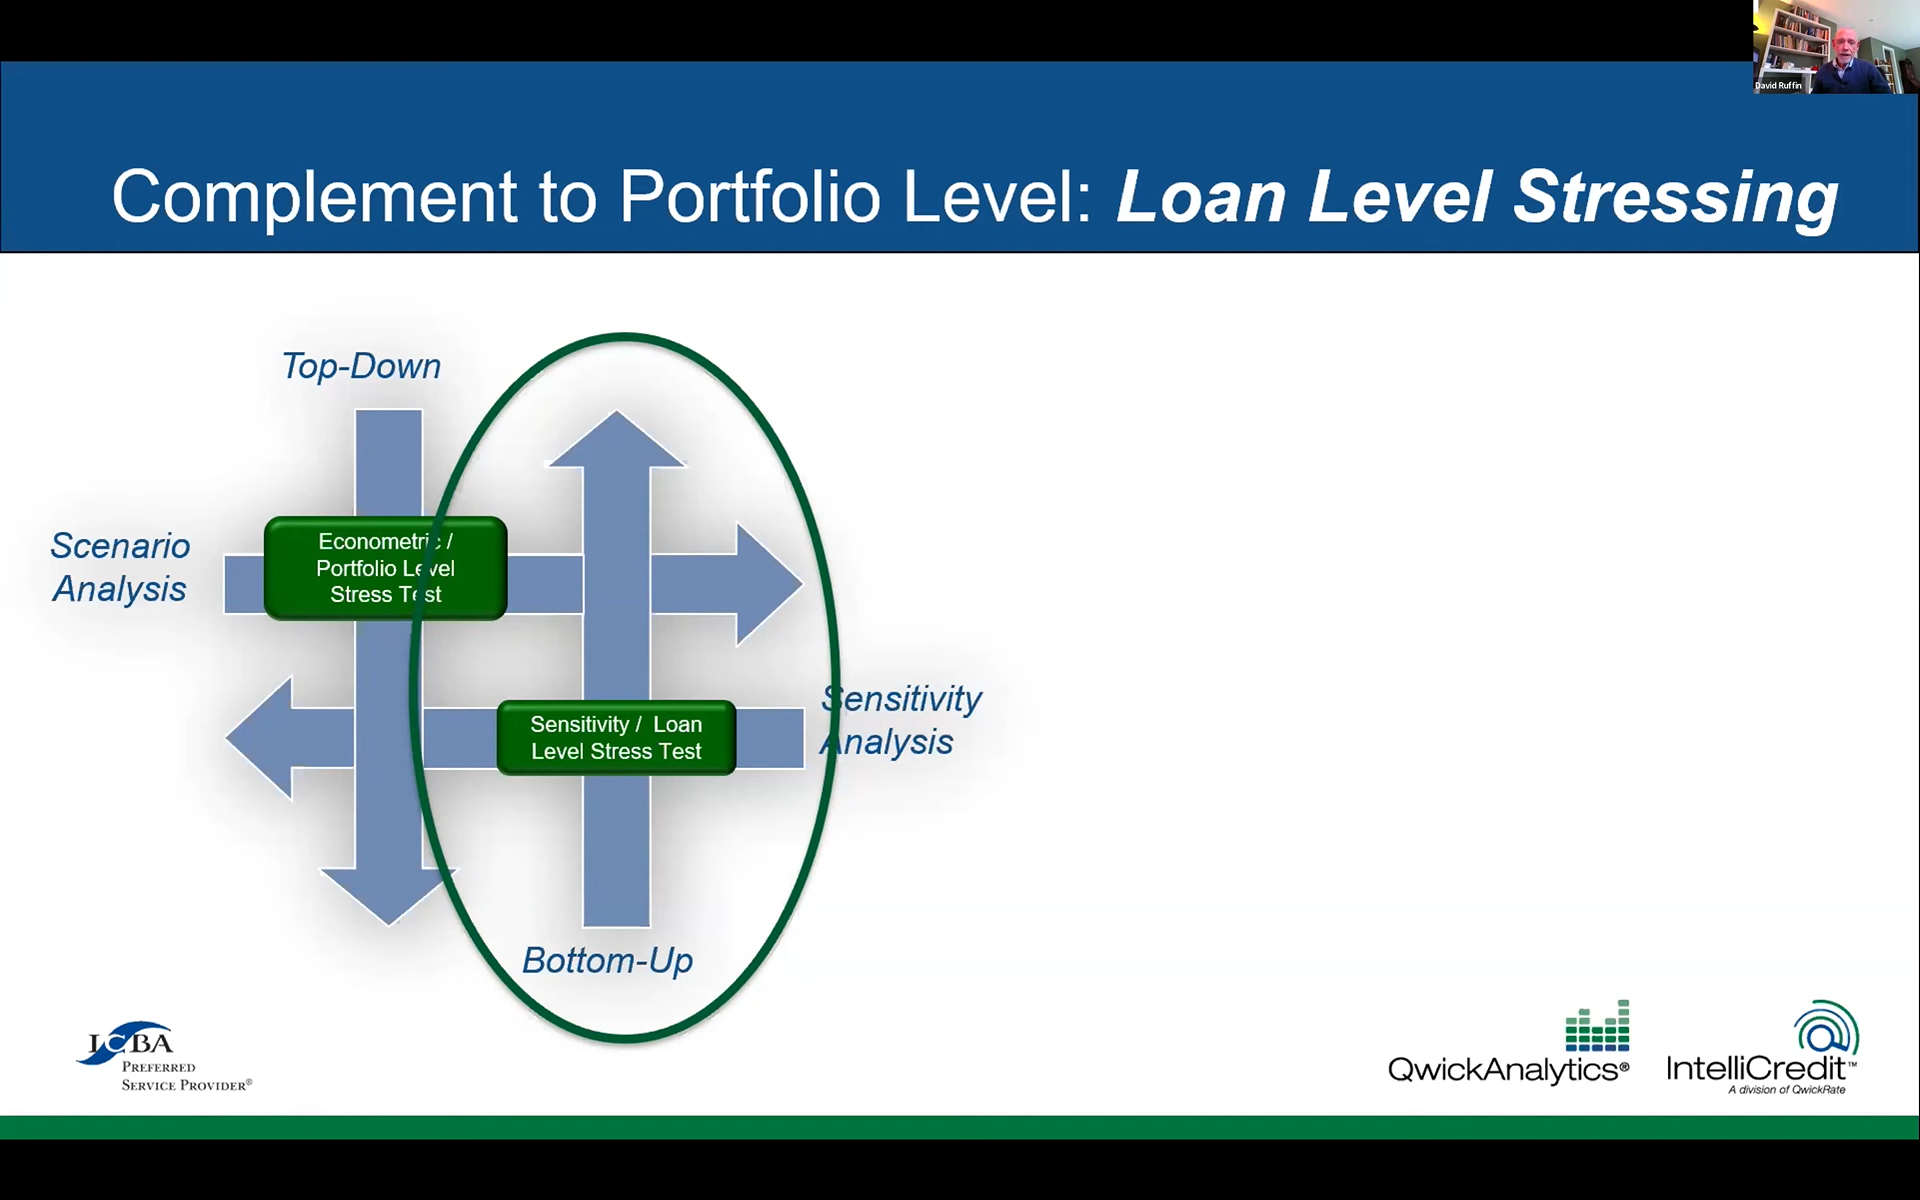 David Ruffin
Complement to Portfolio Level: Loan Level Stressing
Top-Down
Scenario
Analysis
Econometric /
Portfolio Level
Stress Test
Sensitivity / Loan
Level Stress Test
Sensitivity
Analysis
Bottom-Up
ICBA
PREFERRED
SERVICE PROVIDER®
QwickAnalytics®
IntelliCredit™
A division of QwickRate